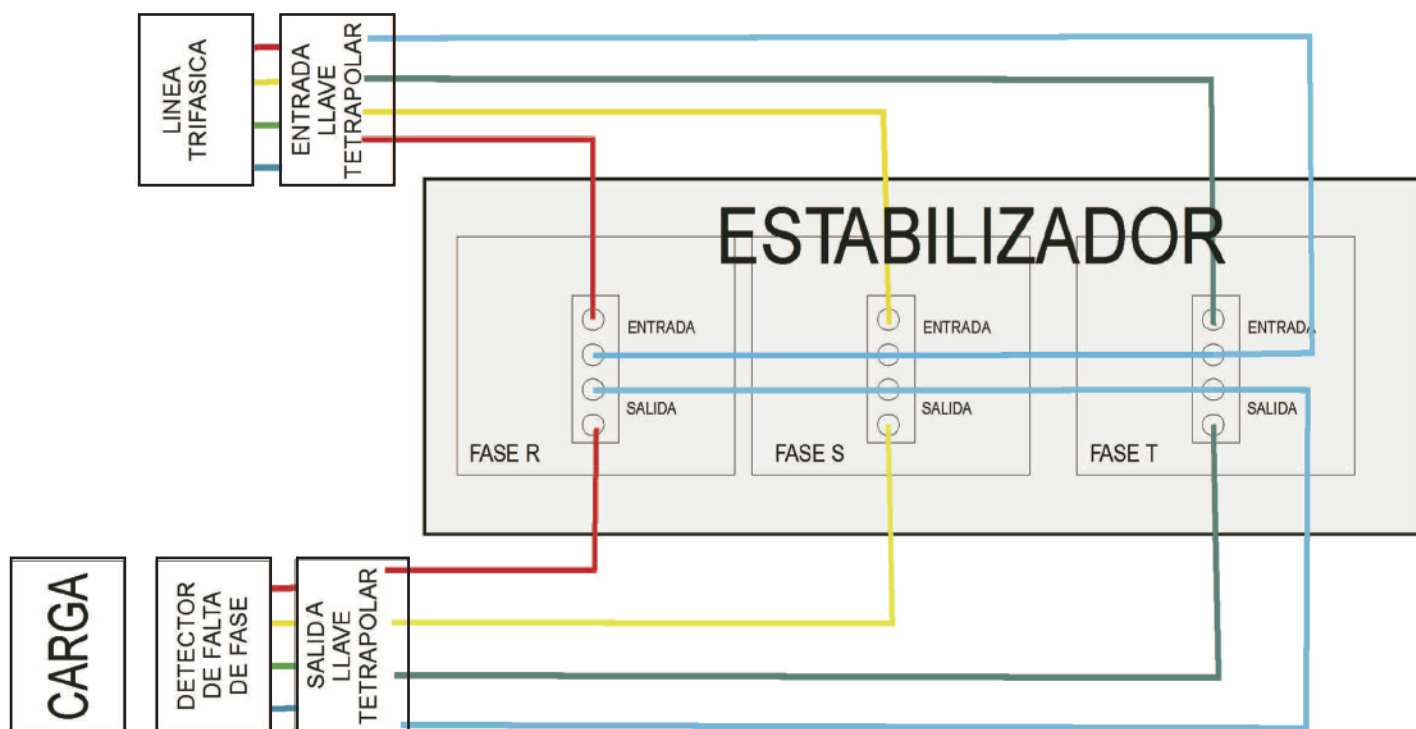 LINEA
TRIFASICA
ENTRADA
LLAVE
TETRAPOLAR
ESTABILIZADOR
ENTRADA
SALIDA
FASE R
ENTRADA
SALIDA
FASE S
ENTRADA
SALIDA
FASE T
CARGA
DETECTOR
DE FALTA
DE FASE
SALIDA
LLAVE
TETRAPOLAR